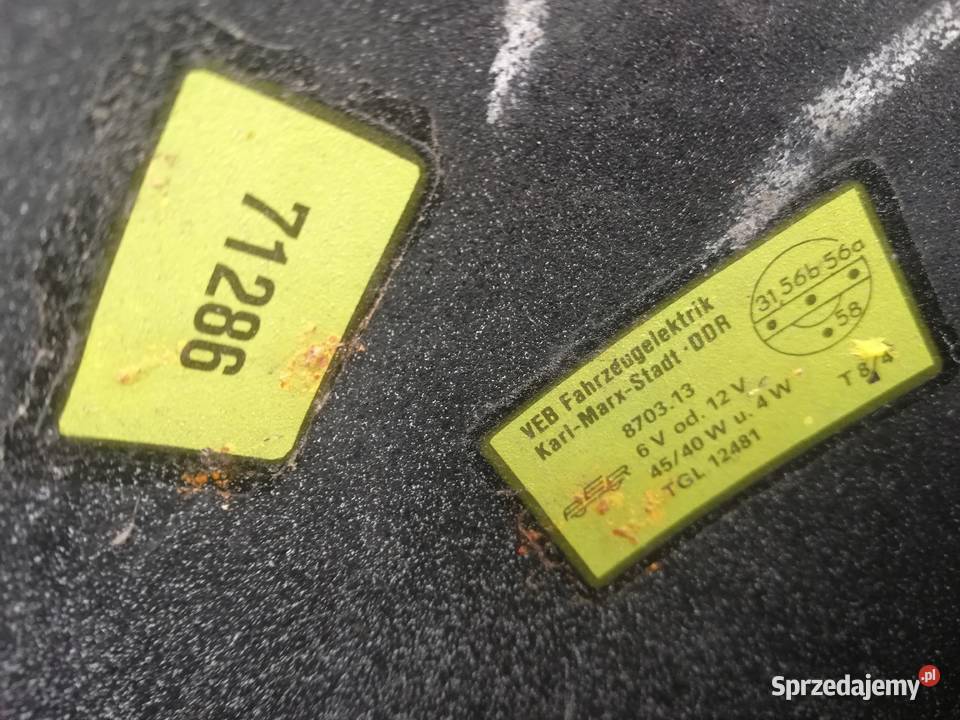 71286
31 56b 56a
58
VEB Fahrzeugelektrik
Karl-Marx-Stadt · DDR
8703.13
6 V od. 12 V
45/40 W u. 4 W
TGL 12481
T 8/4
Sprzedajemy.pl